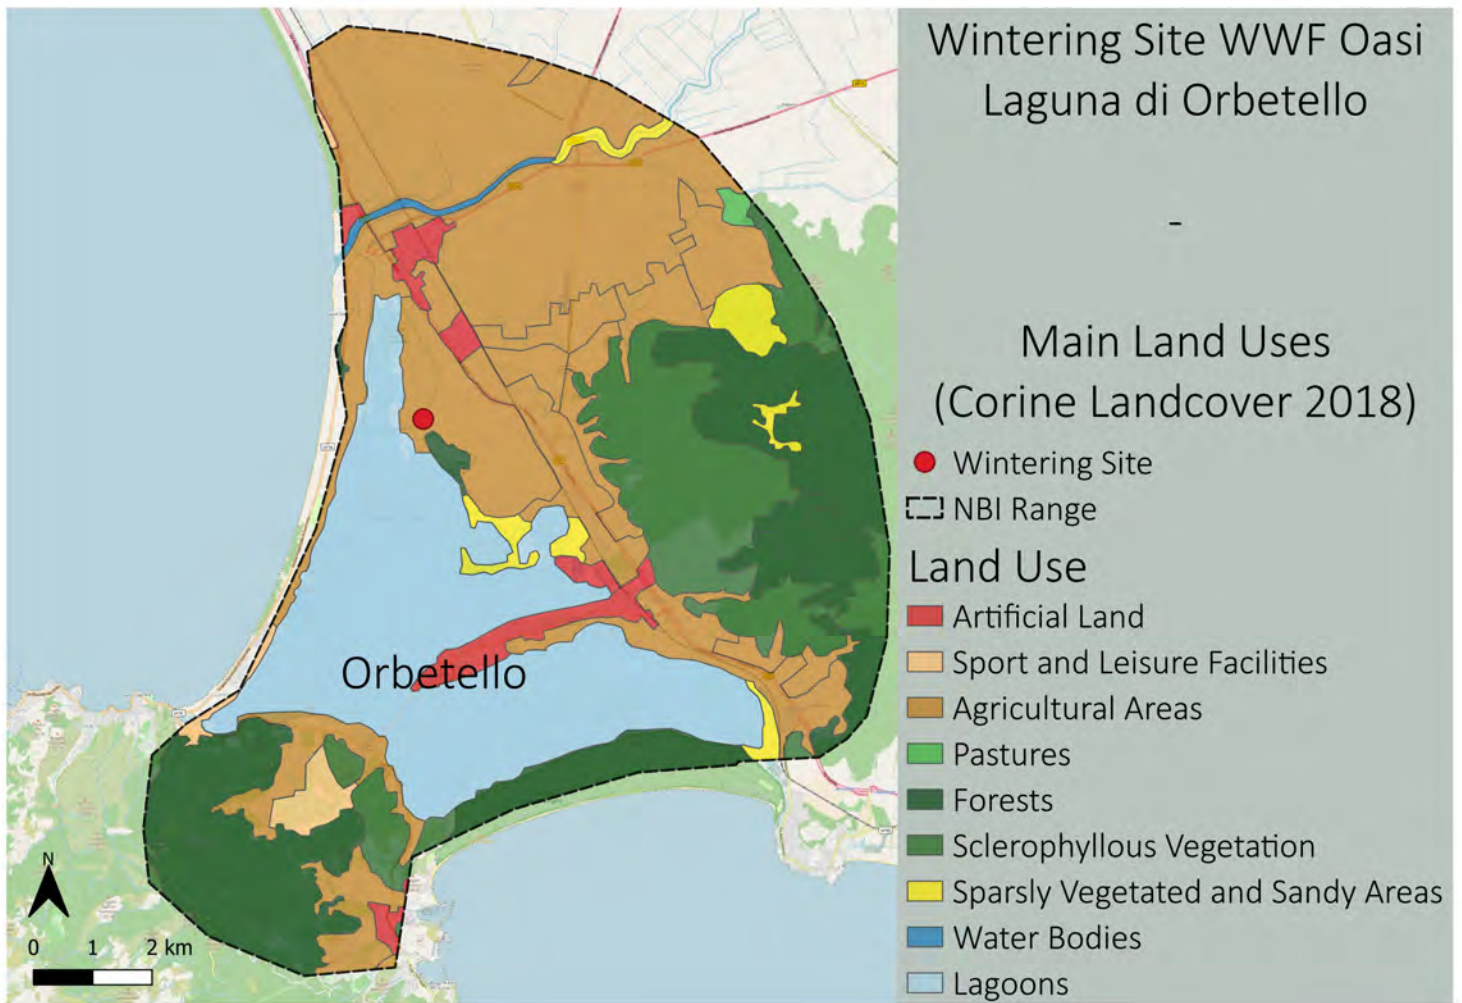 Wintering Site WWF Oasi
Laguna di Orbetello
-
Main Land Uses
(Corine Landcover 2018)
Wintering Site
NBI Range
Land Use
Artificial Land
Sport and Leisure Facilities
Agricultural Areas
Pastures
Forests
Sclerophyllous Vegetation
Sparsly Vegetated and Sandy Areas
Water Bodies
Lagoons
Orbetello
N
0 1 2 km